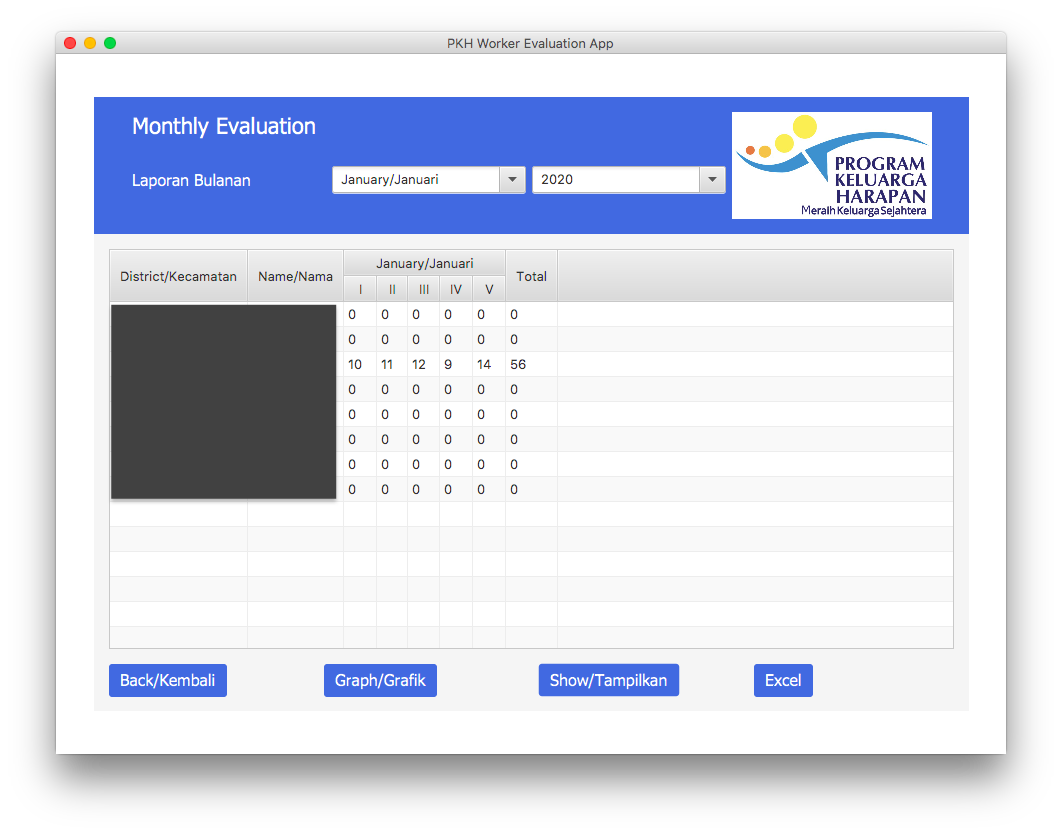 PKH Worker Evaluation App
Monthly Evaluation
Laporan Bulanan
January/Januari
2020
PROGRAM
KELUARGA
HARAPAN
Meraih Keluarga Sejahtera
District/Kecamatan Name/Nama January/Januari Total
I II III IV V
0 0 0 0 0 0
0 0 0 0 0 0
10 11 12 9 14 56
0 0 0 0 0 0
0 0 0 0 0 0
0 0 0 0 0 0
0 0 0 0 0 0
0 0 0 0 0 0
Back/Kembali Graph/Grafik Show/Tampilkan Excel